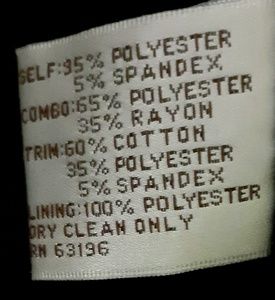 SELF:95% POLYESTER
5% SPANDEX
COMBO:65% POLYESTER
35% RAYON
TRIM:60% COTTON
35% POLYESTER
5% SPANDEX
LINING:100% POLYESTER
DRY CLEAN ONLY
RN 63196